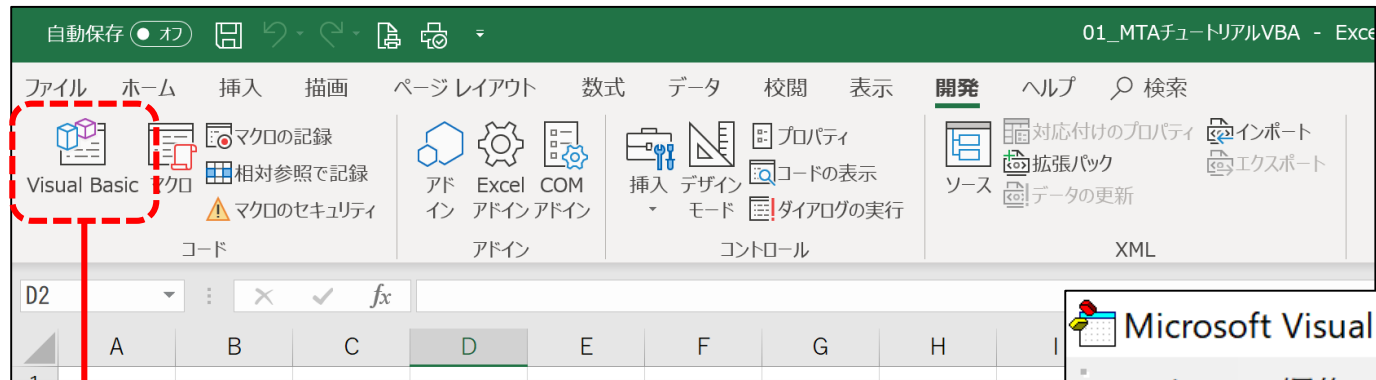 自動保存 オフ
01_MTAチュートリアルVBA - Exce
ファイル ホーム 挿入 描画 ページ レイアウト 数式 データ 校閲 表示 開発 ヘルプ 検索
Visual Basic
マクロ
マクロの記録
相対参照で記録
マクロのセキュリティ
コード
アド
イン
Excel
アドイン
COM
アドイン
アドイン
挿入
デザイン
モード
プロパティ
コードの表示
ダイアログの実行
コントロール
ソース
対応付けのプロパティ
拡張パック
データの更新
インポート
エクスポート
XML
D2
fx
A B C D E F G H I
Microsoft Visual
1